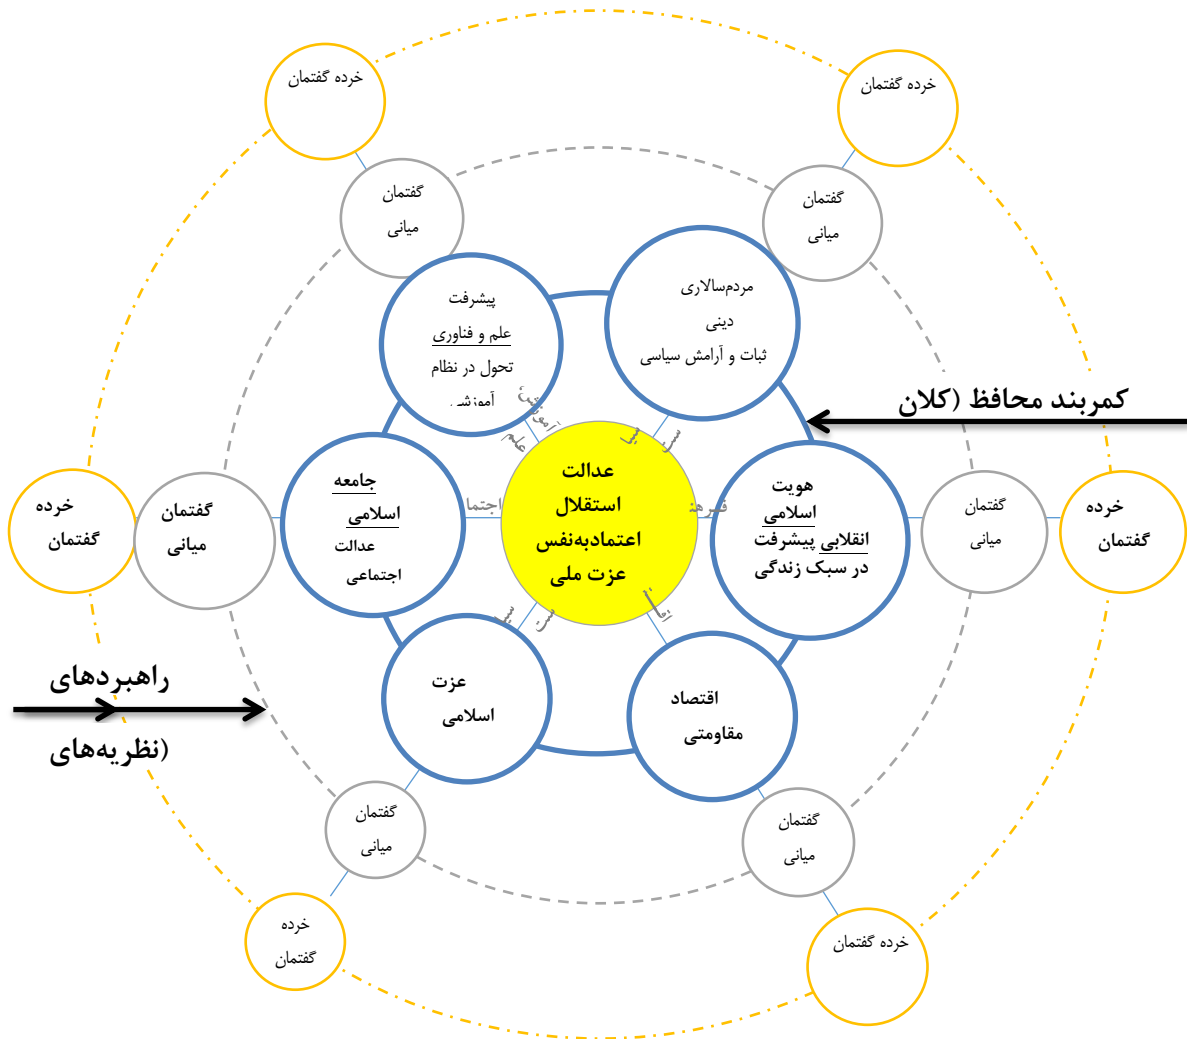 خرده گفتمان
خرده گفتمان
گفتمان
میانی
گفتمان
میانی
مردم‌سالاری
دینی
ثبات و آرامش سیاسی
پیشرفت
علم و فناوری
تحول در نظام
آموزشی
کمربند محافظ (کلان
آموزش،
علم
عدالت
استقلال
اعتمادبه‌نفس
عزت ملی
جامعه
اسلامی
عدالت
اجتماعی
اجتما
هویت
اسلامی
انقلابی پیشرفت
در سبک زندگی
گفتمان
میانی
خرده
گفتمان
گفتمان
میانی
خرده
گفتمان
راهبردهای
(نظریه‌های
عزت
اسلامی
اقتصاد
مقاومتی
گفتمان
میانی
گفتمان
میانی
خرده
گفتمان
خرده گفتمان